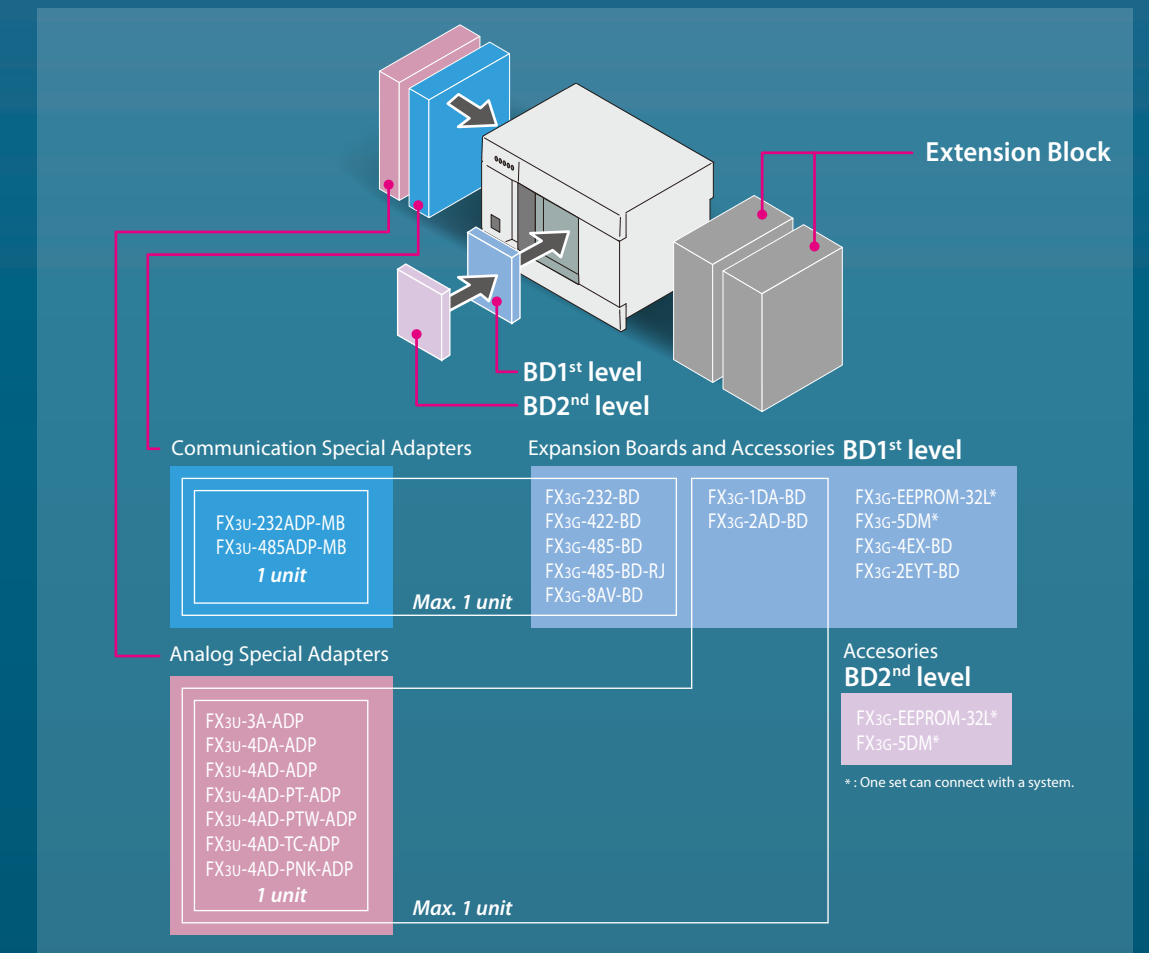 Extension Block
BD1st level
BD2nd level
Communication Special Adapters
FX3U-232ADP-MB
FX3U-485ADP-MB
1 unit
Max. 1 unit
Expansion Boards and Accessories BD1st level
FX3G-232-BD
FX3G-422-BD
FX3G-485-BD
FX3G-485-BD-RJ
FX3G-8AV-BD
FX3G-1DA-BD
FX3G-2AD-BD
FX3G-EEPROM-32L*
FX3G-5DM*
FX3G-4EX-BD
FX3G-2EYT-BD
Analog Special Adapters
FX3U-3A-ADP
FX3U-4DA-ADP
FX3U-4AD-ADP
FX3U-4AD-PT-ADP
FX3U-4AD-PTW-ADP
FX3U-4AD-TC-ADP
FX3U-4AD-PNK-ADP
1 unit
Max. 1 unit
Accesories
BD2nd level
FX3G-EEPROM-32L*
FX3G-5DM*
* : One set can connect with a system.